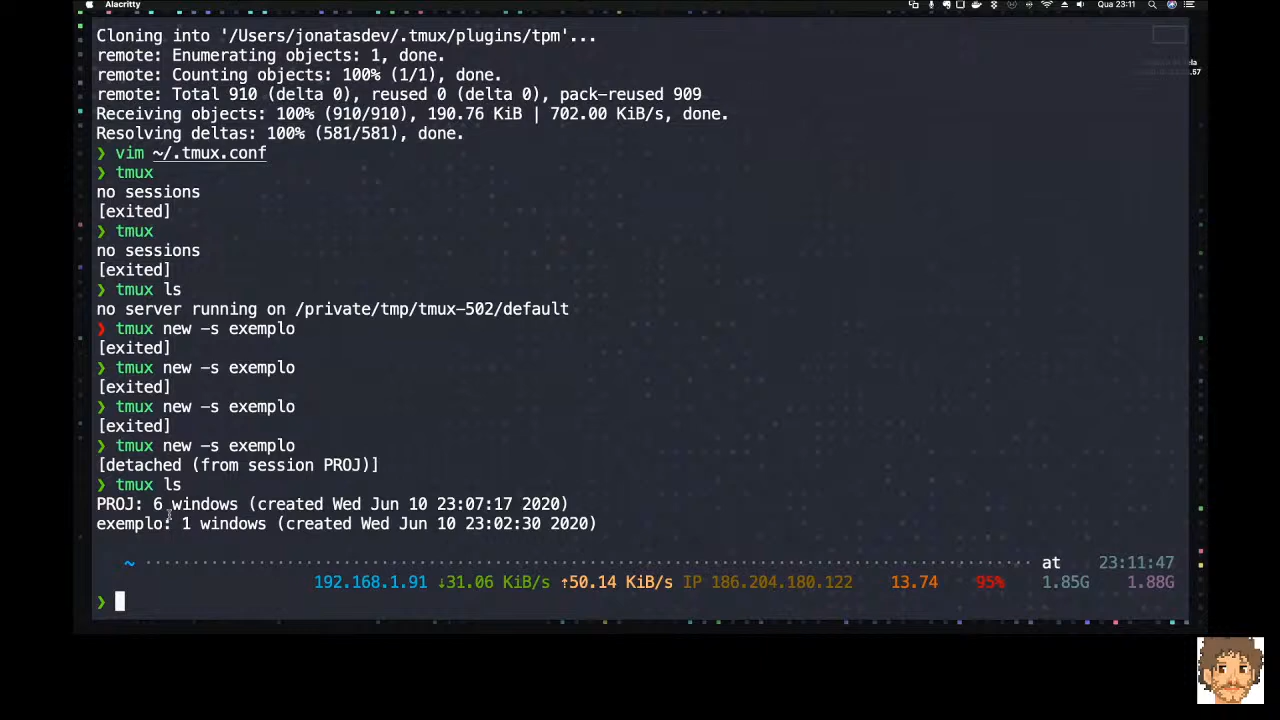 Alacritty
Qua 23:11
Cloning into '/Users/jonatasdev/.tmux/plugins/tpm'...
remote: Enumerating objects: 1, done.
remote: Counting objects: 100% (1/1), done.
remote: Total 910 (delta 0), reused 0 (delta 0), pack-reused 909
Receiving objects: 100% (910/910), 190.76 KiB | 702.00 KiB/s, done.
Resolving deltas: 100% (581/581), done.
❯ vim ~/.tmux.conf
❯ tmux
no sessions
[exited]
❯ tmux
no sessions
[exited]
❯ tmux ls
no server running on /private/tmp/tmux-502/default
❯ tmux new -s exemplo
[exited]
❯ tmux new -s exemplo
[exited]
❯ tmux new -s exemplo
[exited]
❯ tmux new -s exemplo
[detached (from session PROJ)]
❯ tmux ls
PROJ: 6 windows (created Wed Jun 10 23:07:17 2020)
exemplo: 1 windows (created Wed Jun 10 23:02:30 2020)
~ at 23:11:47
192.168.1.91 ↓31.06 KiB/s ↑50.14 KiB/s IP 186.204.180.122 13.74 95% 1.85G 1.88G
❯